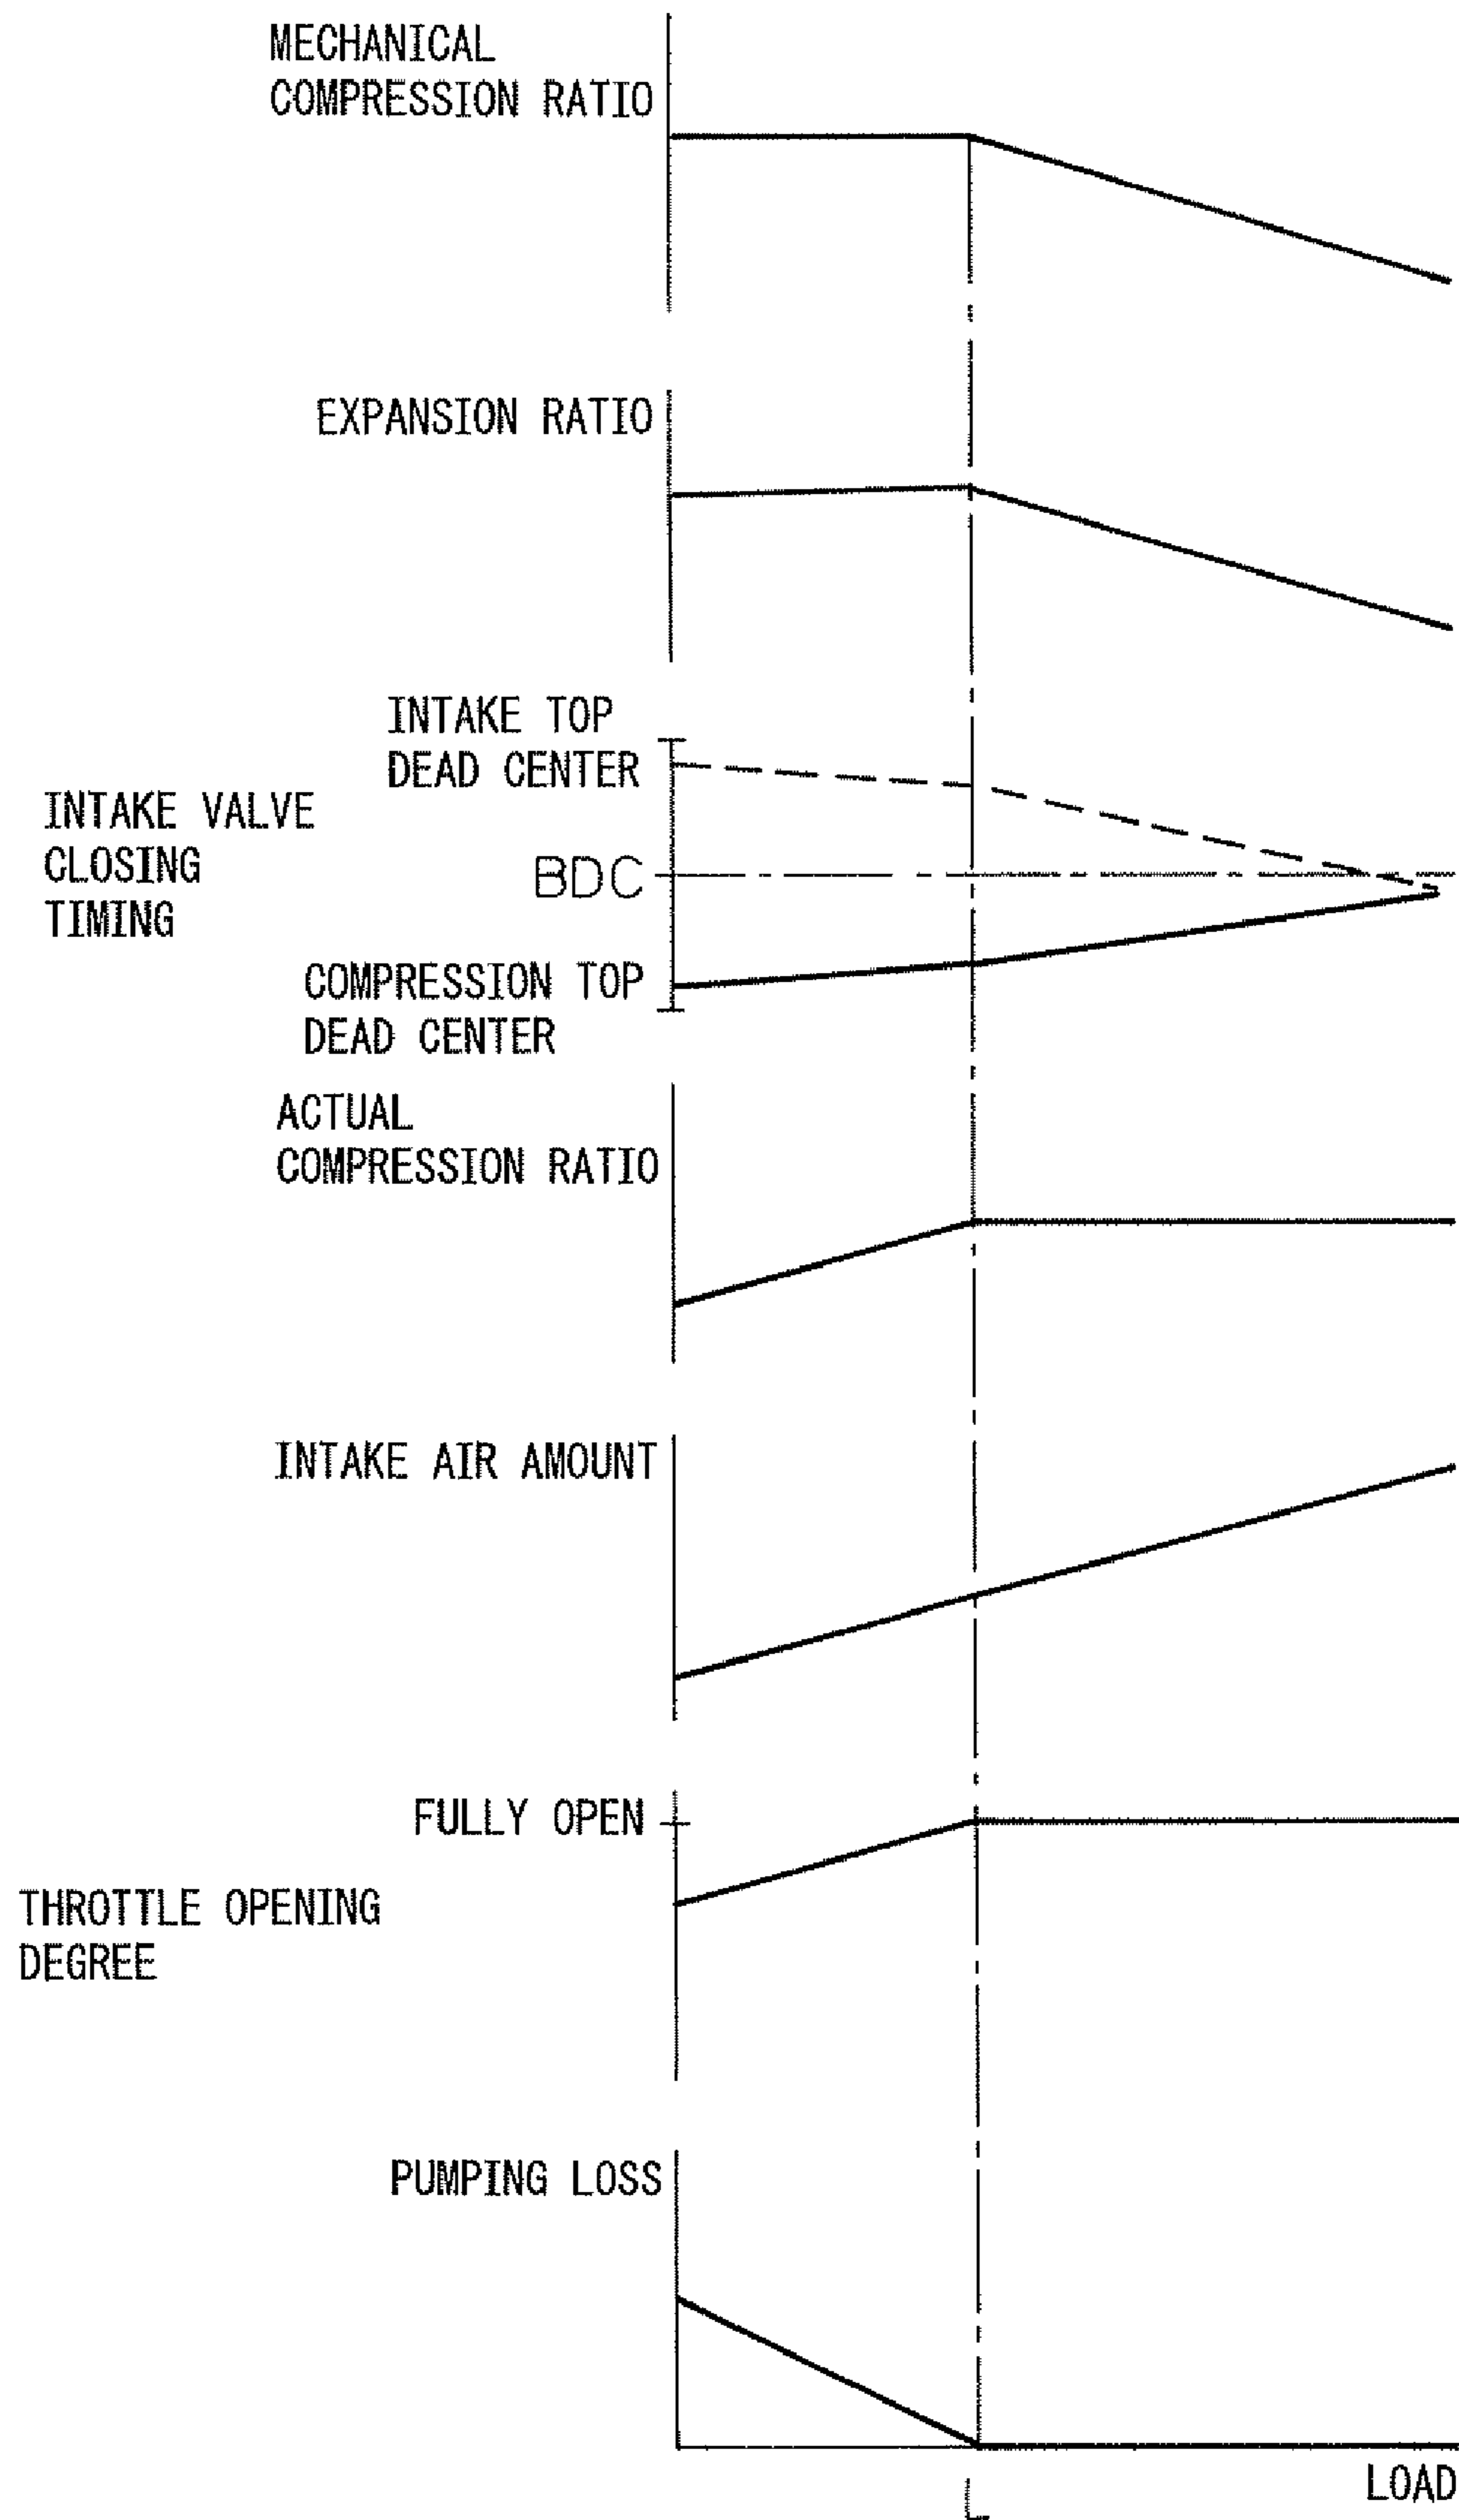 MECHANICAL
COMPRESSION RATIO
EXPANSION RATIO
INTAKE TOP
DEAD CENTER
INTAKE VALVE
CLOSING
TIMING
BDC
COMPRESSION TOP
DEAD CENTER
ACTUAL
COMPRESSION RATIO
INTAKE AIR AMOUNT
FULLY OPEN
THROTTLE OPENING
DEGREE
PUMPING LOSS
LOAD